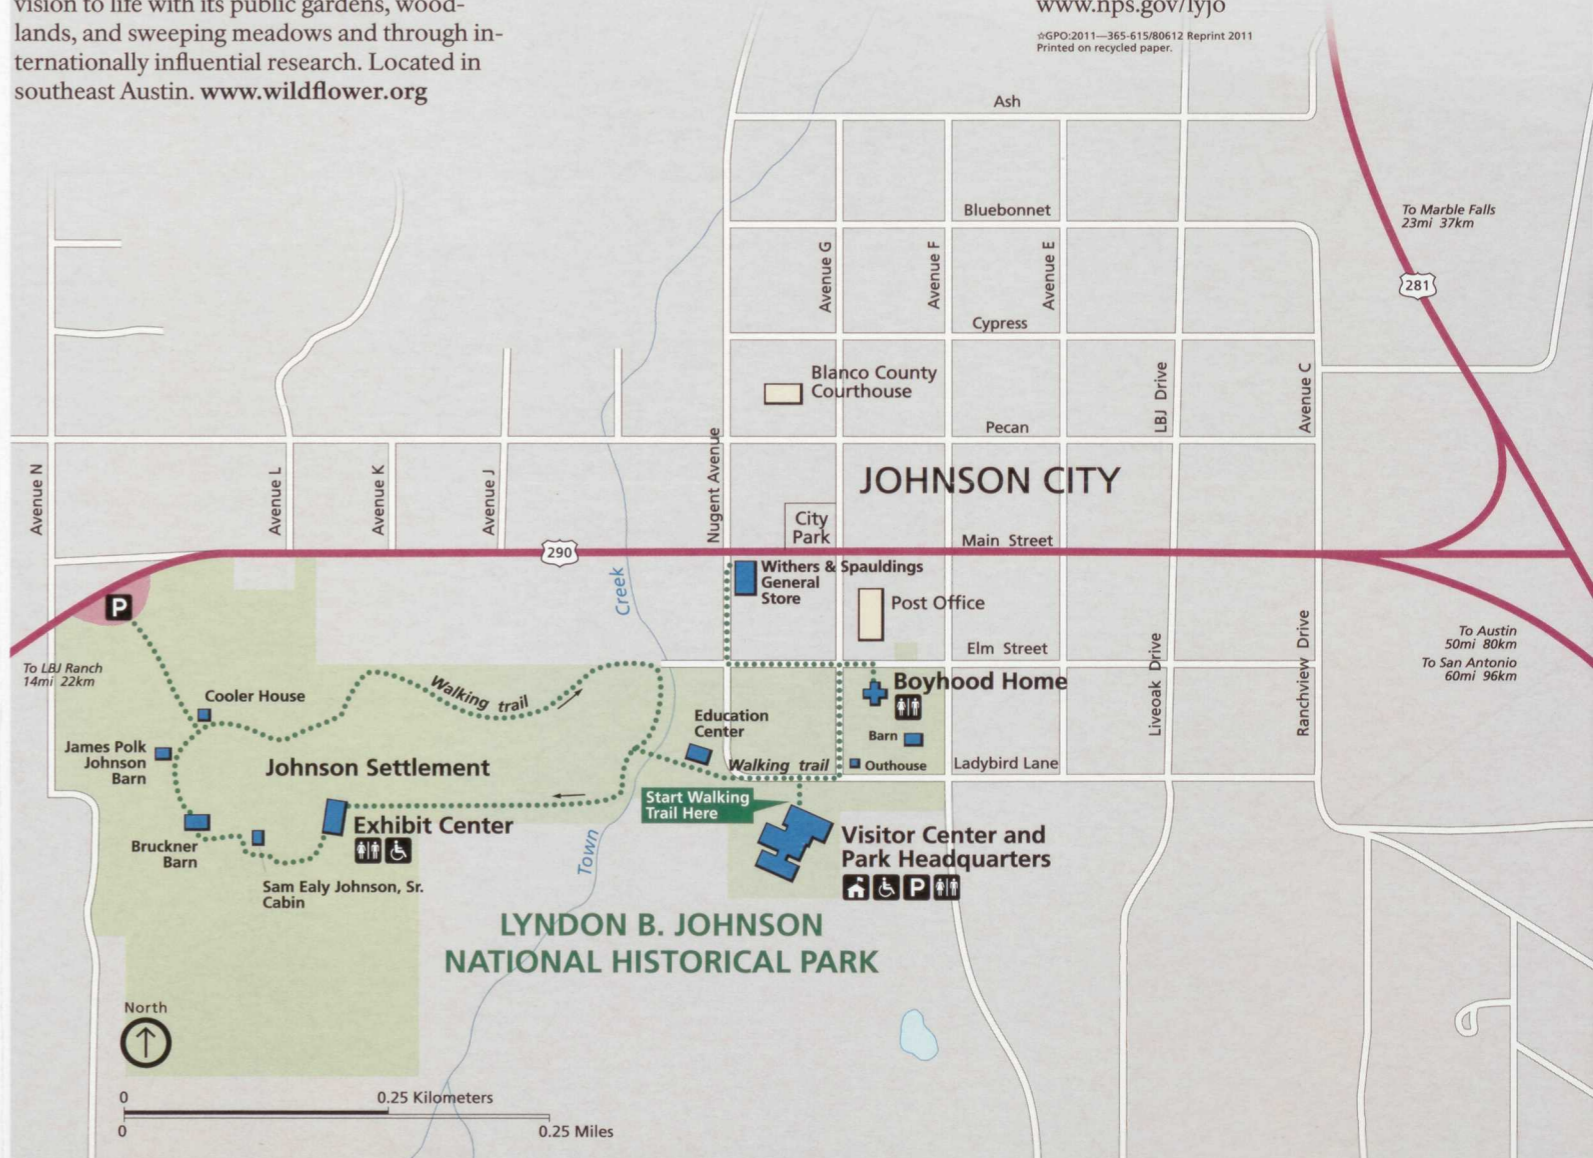 vision to life with its public gardens, wood-
lands, and sweeping meadows and through in-
ternationally influential research. Located in
southeast Austin. www.wildflower.org
www.nps.gov/lyjo
☆GPO:2011—365-615/80612 Reprint 2011
Printed on recycled paper.
Ash
Bluebonnet
To Marble Falls
23mi 37km
Avenue G
Avenue F
Avenue E
281
Cypress
Blanco County
Courthouse
LBJ Drive
Avenue C
Pecan
Nugent Avenue
Avenue N
Avenue L
Avenue K
Avenue J
JOHNSON CITY
City
Park
Main Street
290
Creek
Withers & Spauldings
General
Store
P
Post Office
Elm Street
Liveoak Drive
Ranchview Drive
To Austin
50mi 80km
To San Antonio
60mi 96km
To LBJ Ranch
14mi 22km
Cooler House
Walking trail
Boyhood Home
Education
Center
Barn
James Polk
Johnson
Barn
Johnson Settlement
Walking trail
Outhouse
Ladybird Lane
Start Walking
Trail Here
Exhibit Center
Visitor Center and
Park Headquarters
P
Bruckner
Barn
Town
Sam Ealy Johnson, Sr.
Cabin
LYNDON B. JOHNSON
NATIONAL HISTORICAL PARK
North
0
0.25 Kilometers
0
0.25 Miles